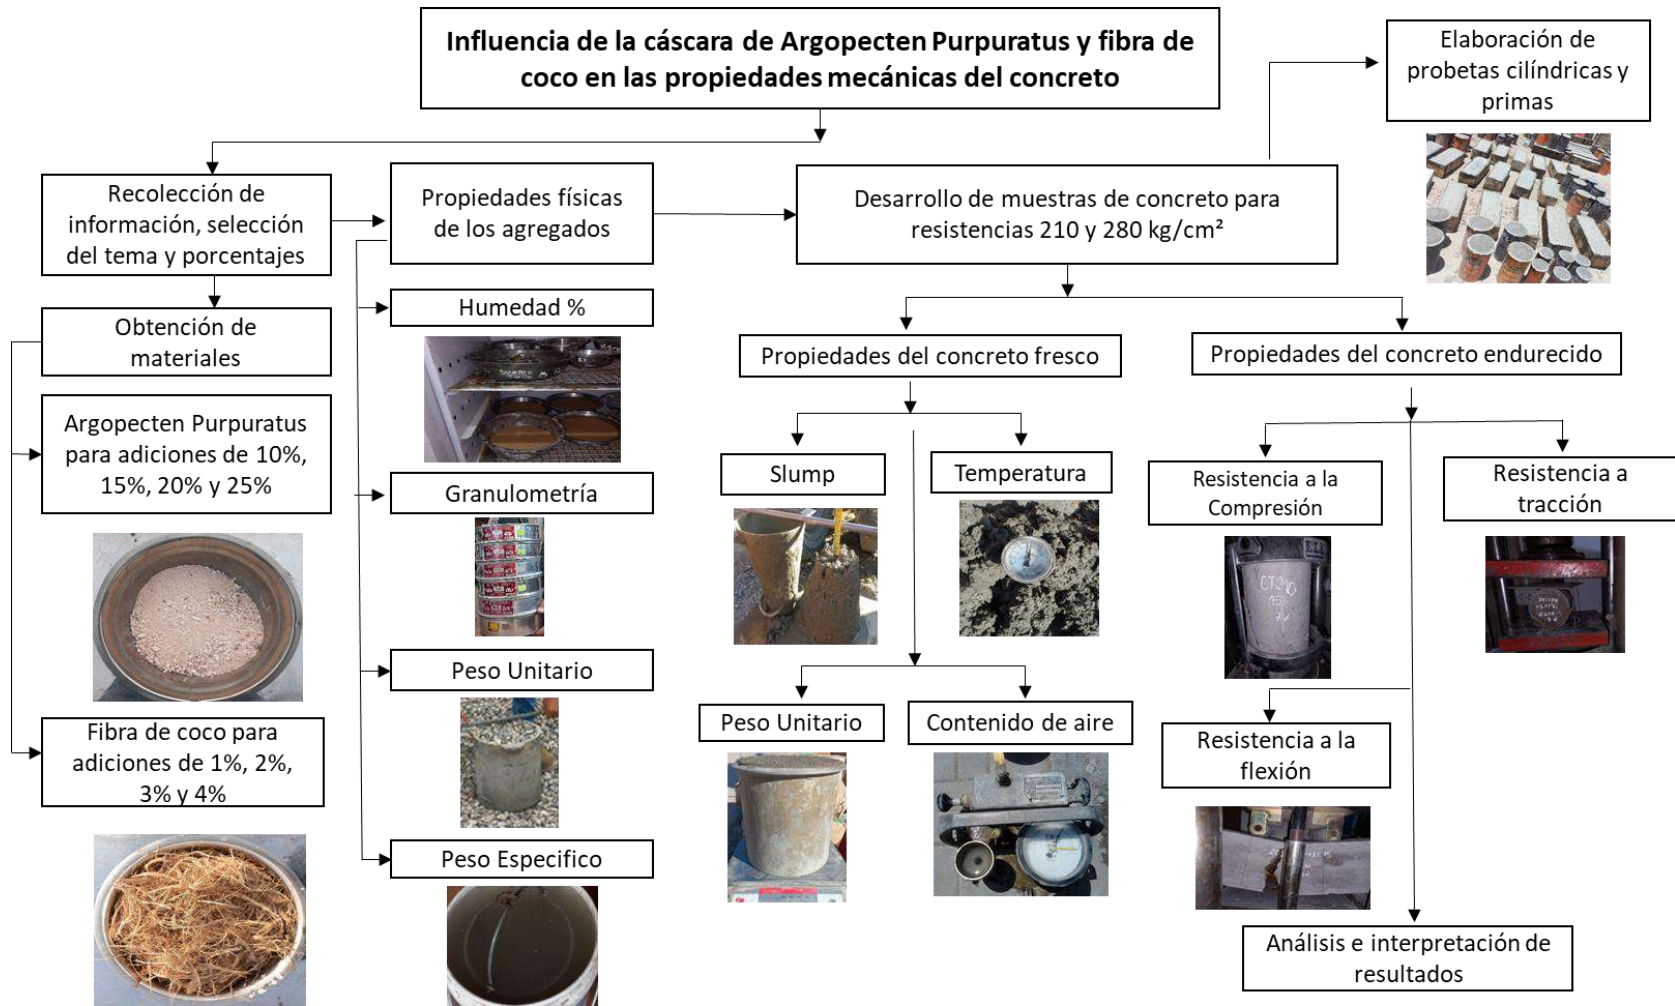 Influencia de la cáscara de Argopecten Purpuratus y fibra de
coco en las propiedades mecánicas del concreto
Elaboración de
probetas cilíndricas y
primas
Recolección de
información, selección
del tema y porcentajes
Propiedades físicas
de los agregados
Desarrollo de muestras de concreto para
resistencias 210 y 280 kg/cm²
Obtención de
materiales
Humedad %
Propiedades del concreto fresco
Propiedades del concreto endurecido
Argopecten Purpuratus
para adiciones de 10%,
15%, 20% y 25%
Granulometría
Slump
Temperatura
Resistencia a la
Compresión
Resistencia a
tracción
CT 210
Peso Unitario
Peso Unitario
Contenido de aire
Fibra de coco para
adiciones de 1%, 2%,
3% y 4%
Resistencia a la
flexión
Peso Especifico
Análisis e interpretación de
resultados